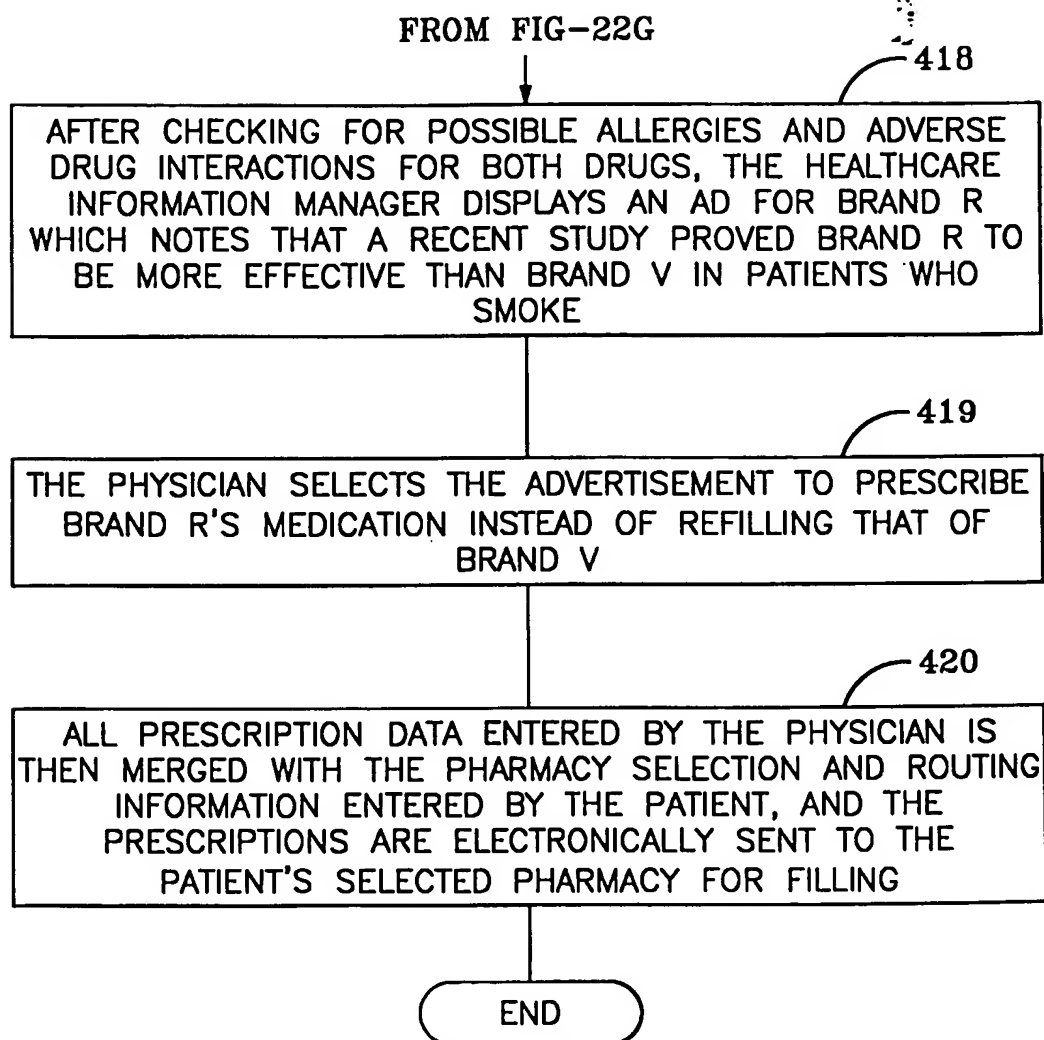 FROM FIG-22G
418
AFTER CHECKING FOR POSSIBLE ALLERGIES AND ADVERSE
DRUG INTERACTIONS FOR BOTH DRUGS, THE HEALTHCARE
INFORMATION MANAGER DISPLAYS AN AD FOR BRAND R
WHICH NOTES THAT A RECENT STUDY PROVED BRAND R TO
BE MORE EFFECTIVE THAN BRAND V IN PATIENTS WHO
SMOKE
419
THE PHYSICIAN SELECTS THE ADVERTISEMENT TO PRESCRIBE
BRAND R'S MEDICATION INSTEAD OF REFILLING THAT OF
BRAND V
420
ALL PRESCRIPTION DATA ENTERED BY THE PHYSICIAN IS
THEN MERGED WITH THE PHARMACY SELECTION AND ROUTING
INFORMATION ENTERED BY THE PATIENT, AND THE
PRESCRIPTIONS ARE ELECTRONICALLY SENT TO THE
PATIENT'S SELECTED PHARMACY FOR FILLING
END